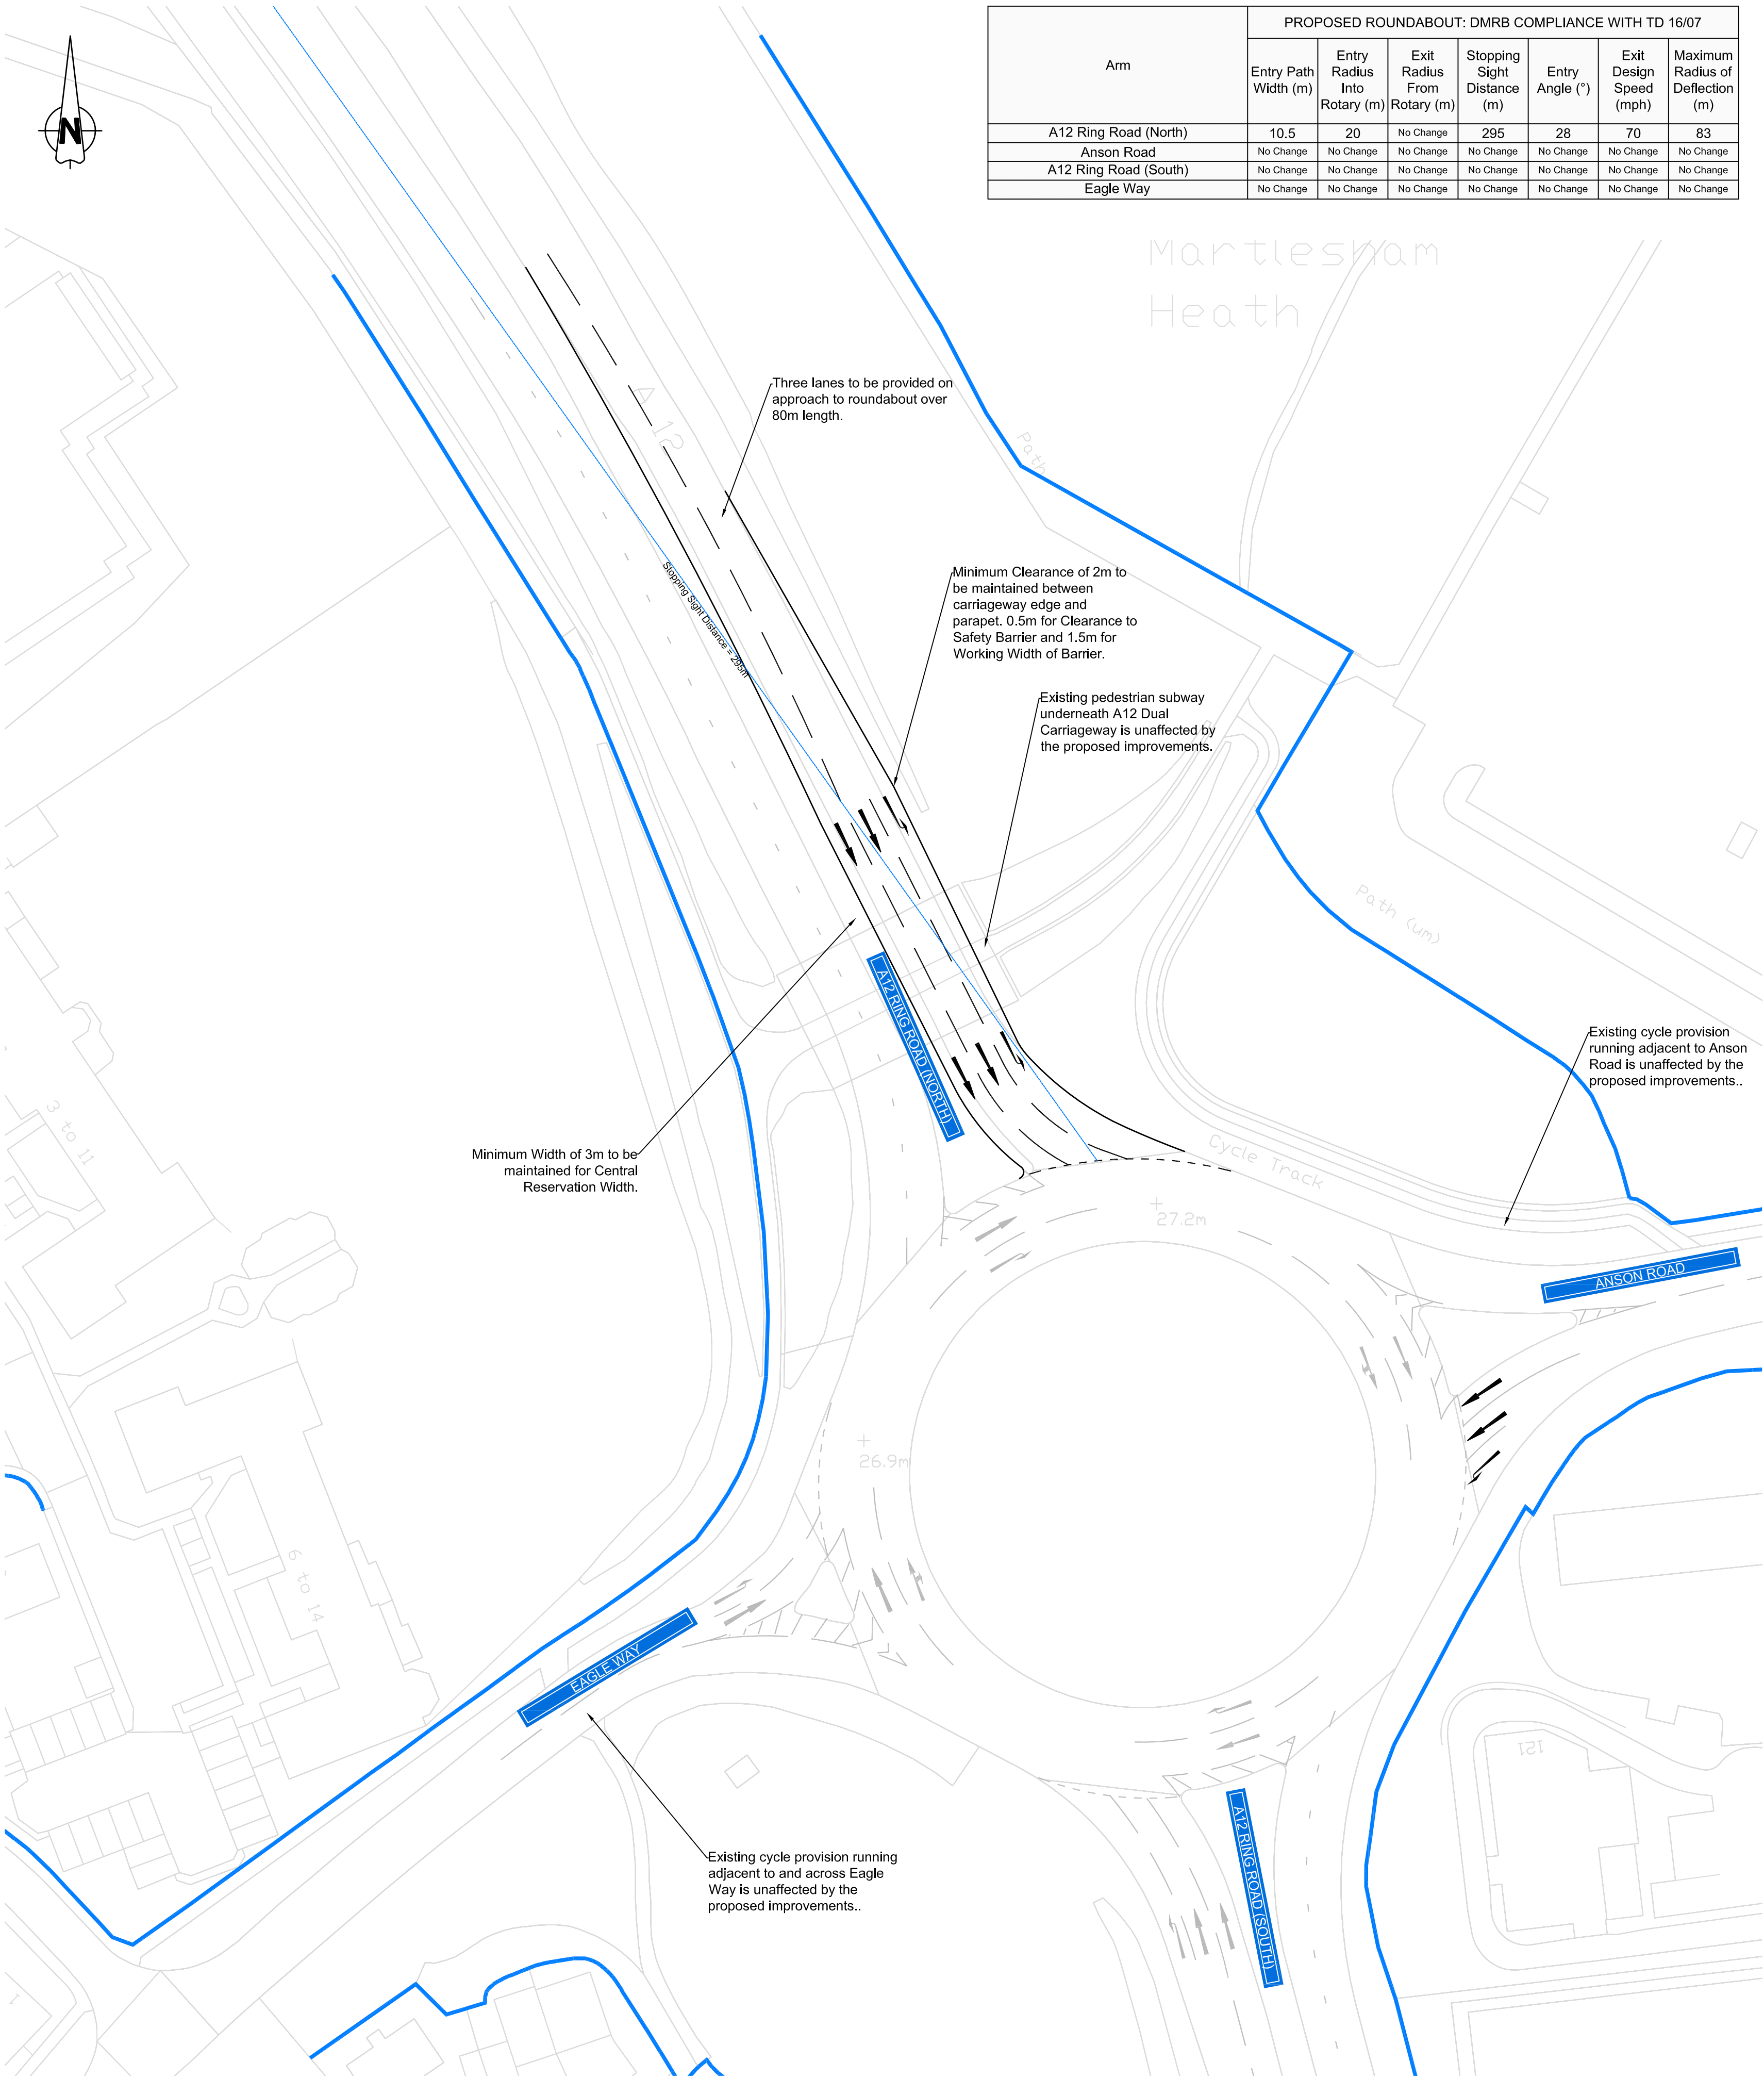 N
PROPOSED ROUNDABOUT: DMRB COMPLIANCE WITH TD 16/07
Arm
Entry Path
Width (m)
Entry
Radius
Into
Rotary (m)
Exit
Radius
From
Rotary (m)
Stopping
Sight
Distance
(m)
Entry
Angle (°)
Exit
Design
Speed
(mph)
Maximum
Radius of
Deflection
(m)
A12 Ring Road (North) 10.5 20 No Change 295 28 70 83
Anson Road No Change No Change No Change No Change No Change No Change No Change
A12 Ring Road (South) No Change No Change No Change No Change No Change No Change No Change
Eagle Way No Change No Change No Change No Change No Change No Change No Change
Martlesham
Heath
Three lanes to be provided on
approach to roundabout over
80m length.
A 12
Path
Stopping Sight Distance = 295m
Minimum Clearance of 2m to
be maintained between
carriageway edge and
parapet. 0.5m for Clearance to
Safety Barrier and 1.5m for
Working Width of Barrier.
Existing pedestrian subway
underneath A12 Dual
Carriageway is unaffected by
the proposed improvements.
Path (um)
A12 RING ROAD (NORTH)
Existing cycle provision
running adjacent to Anson
Road is unaffected by the
proposed improvements..
3 to 11
Minimum Width of 3m to be
maintained for Central
Reservation Width.
Cycle Track
27.2m
ANSON ROAD
26.9m
6 to 14
EAGLE WAY
121
A12 RING ROAD (SOUTH)
Existing cycle provision running
adjacent to and across Eagle
Way is unaffected by the
proposed improvements..
1